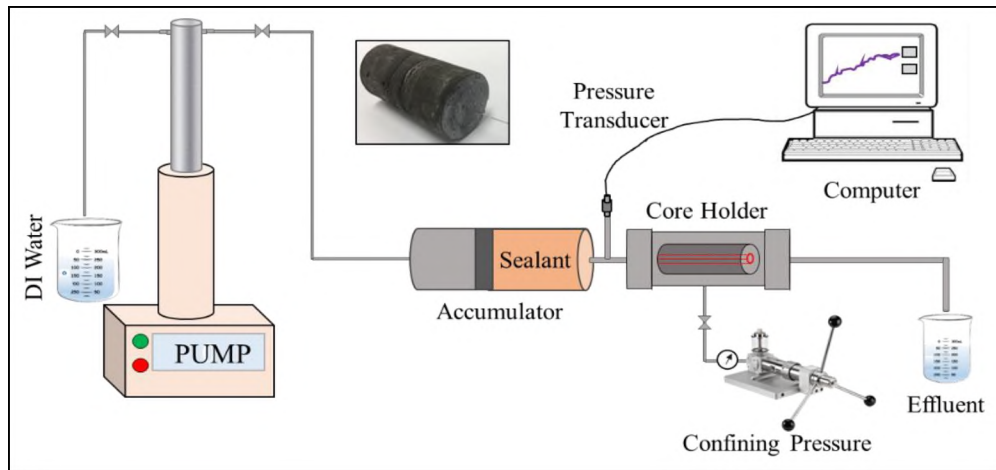 Pressure
Transducer
Computer
Core Holder
DI Water
Sealant
Accumulator
PUMP
Effluent
Confining Pressure